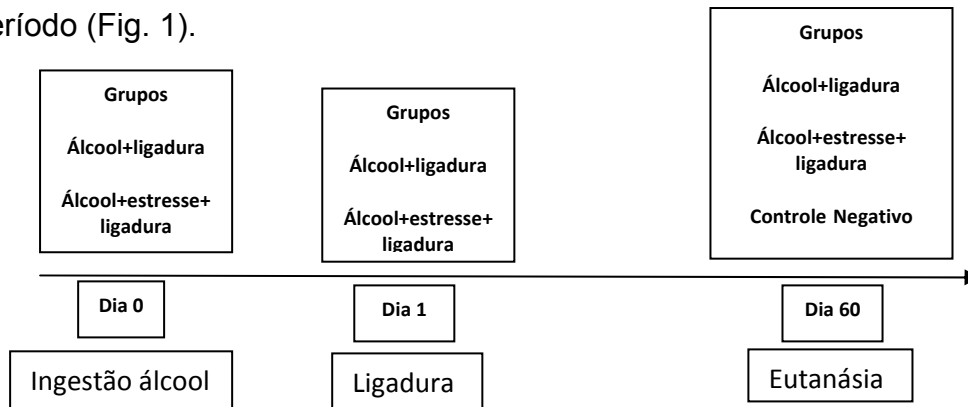 eríodo (Fig. 1).
Grupos
Álcool+ligadura
Álcool+estresse+
ligadura
Grupos
Álcool+ligadura
Álcool+estresse+
ligadura
Grupos
Álcool+ligadura
Álcool+estresse+
ligadura
Controle Negativo
Dia 0
Dia 1
Dia 60
Ingestão álcool
Ligadura
Eutanásia